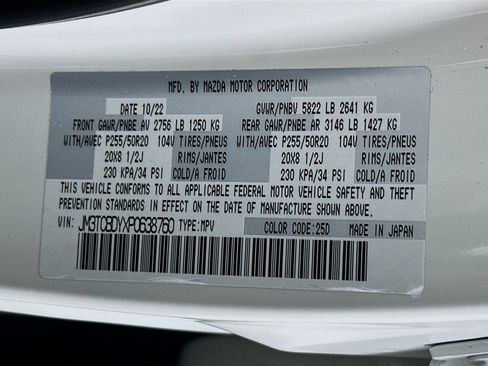 MFD. BY MAZDA MOTOR CORPORATION
DATE 10/22 GVWR/PNBV 5822 LB 2641 KG
FRONT GAWR/PNBE AV 2756 LB 1250 KG REAR GAWR/PNBE AR 3146 LB 1427 KG
WITH/AVEC P255/50R20 104V TIRES/PNEUS WITH/AVEC P255/50R20 104V TIRES/PNEUS
20X8 1/2J RIMS/JANTES 20X8 1/2J RIMS/JANTES
230 KPA/34 PSI COLD/A FROID 230 KPA/34 PSI COLD/A FROID
THIS VEHICLE CONFORMS TO ALL APPLICABLE FEDERAL MOTOR VEHICLE SAFETY AND THEFT
PREVENTION STANDARDS IN EFFECT ON THE DATE OF MANUFACTURE SHOWN ABOVE.
VIN: JM3TCBDYXP0638760 TYPE:MPV COLOR CODE:25D MADE IN JAPAN